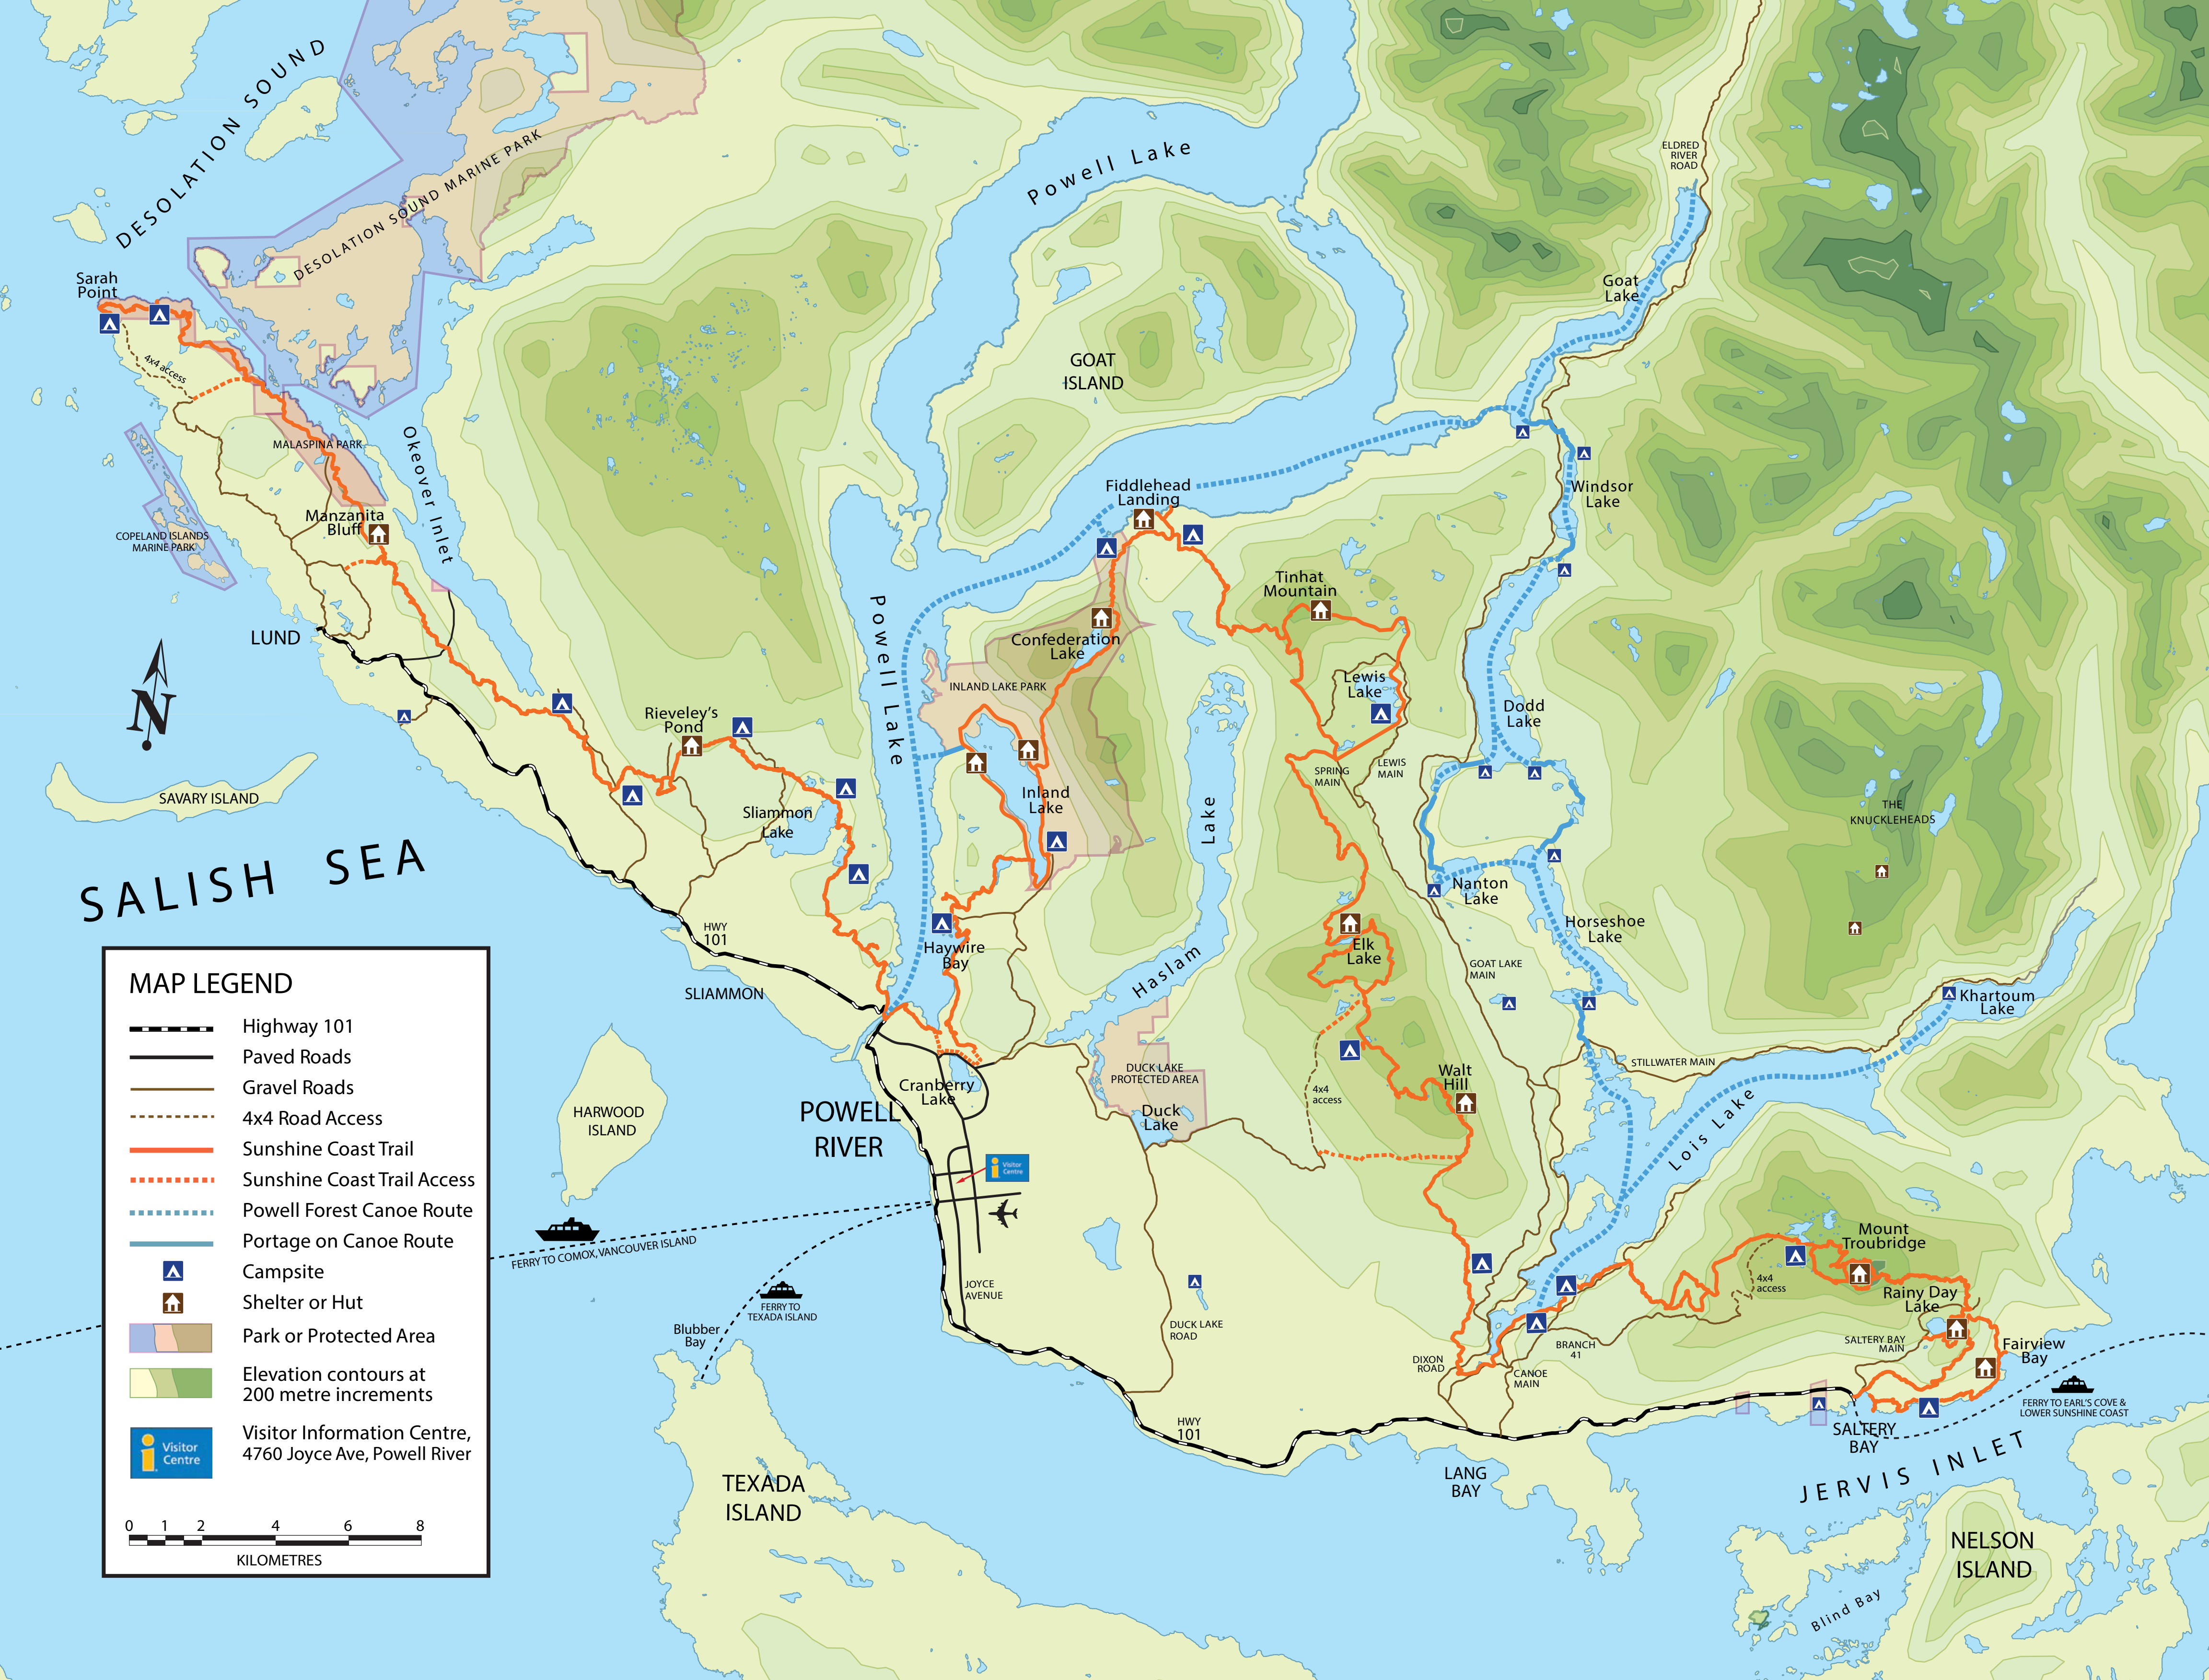 DESOLATION SOUND
DESOLATION SOUND MARINE PARK
Sarah
Point
4x4 access
MALASPINA PARK
Okeover Inlet
COPELAND ISLANDS
MARINE PARK
Manzanita
Bluff
LUND
N
SAVARY ISLAND
SALISH SEA
Powell Lake
GOAT
ISLAND
ELDRED
RIVER
ROAD
Goat
Lake
Fiddlehead
Landing
Windsor
Lake
Tinhat
Mountain
Confederation
Lake
INLAND LAKE PARK
Powell Lake
Rieveley's
Pond
Sliammon
Lake
Inland
Lake
Lewis
Lake
Dodd
Lake
SPRING
MAIN
LEWIS
MAIN
THE
KNUCKLEHEADS
Nanton
Lake
Horseshoe
Lake
Haslam Lake
Elk
Lake
GOAT LAKE
MAIN
HWY
101
Haywire
Bay
SLIAMMON
Khartoum
Lake
STILLWATER MAIN
DUCK LAKE
PROTECTED AREA
Duck
Lake
4x4
access
Walt
Hill
Cranberry
Lake
HARWOOD
ISLAND
POWELL
RIVER
Visitor
Centre
Lois Lake
Mount
Troubridge
4x4
access
Rainy Day
Lake
FERRY TO COMOX, VANCOUVER ISLAND
FERRY TO
TEXADA ISLAND
JOYCE
AVENUE
DUCK LAKE
ROAD
Blubber
Bay
DIXON
ROAD
BRANCH
41
CANOE
MAIN
SALTERY BAY
MAIN
Fairview
Bay
FERRY TO EARL'S COVE &
LOWER SUNSHINE COAST
HWY
101
SALTERY
BAY
LANG
BAY
JERVIS INLET
TEXADA
ISLAND
NELSON
ISLAND
Blind Bay
MAP LEGEND
Highway 101
Paved Roads
Gravel Roads
4x4 Road Access
Sunshine Coast Trail
Sunshine Coast Trail Access
Powell Forest Canoe Route
Portage on Canoe Route
Campsite
Shelter or Hut
Park or Protected Area
Elevation contours at
200 metre increments
Visitor
Centre
Visitor Information Centre,
4760 Joyce Ave, Powell River
0 1 2 4 6 8
KILOMETRES